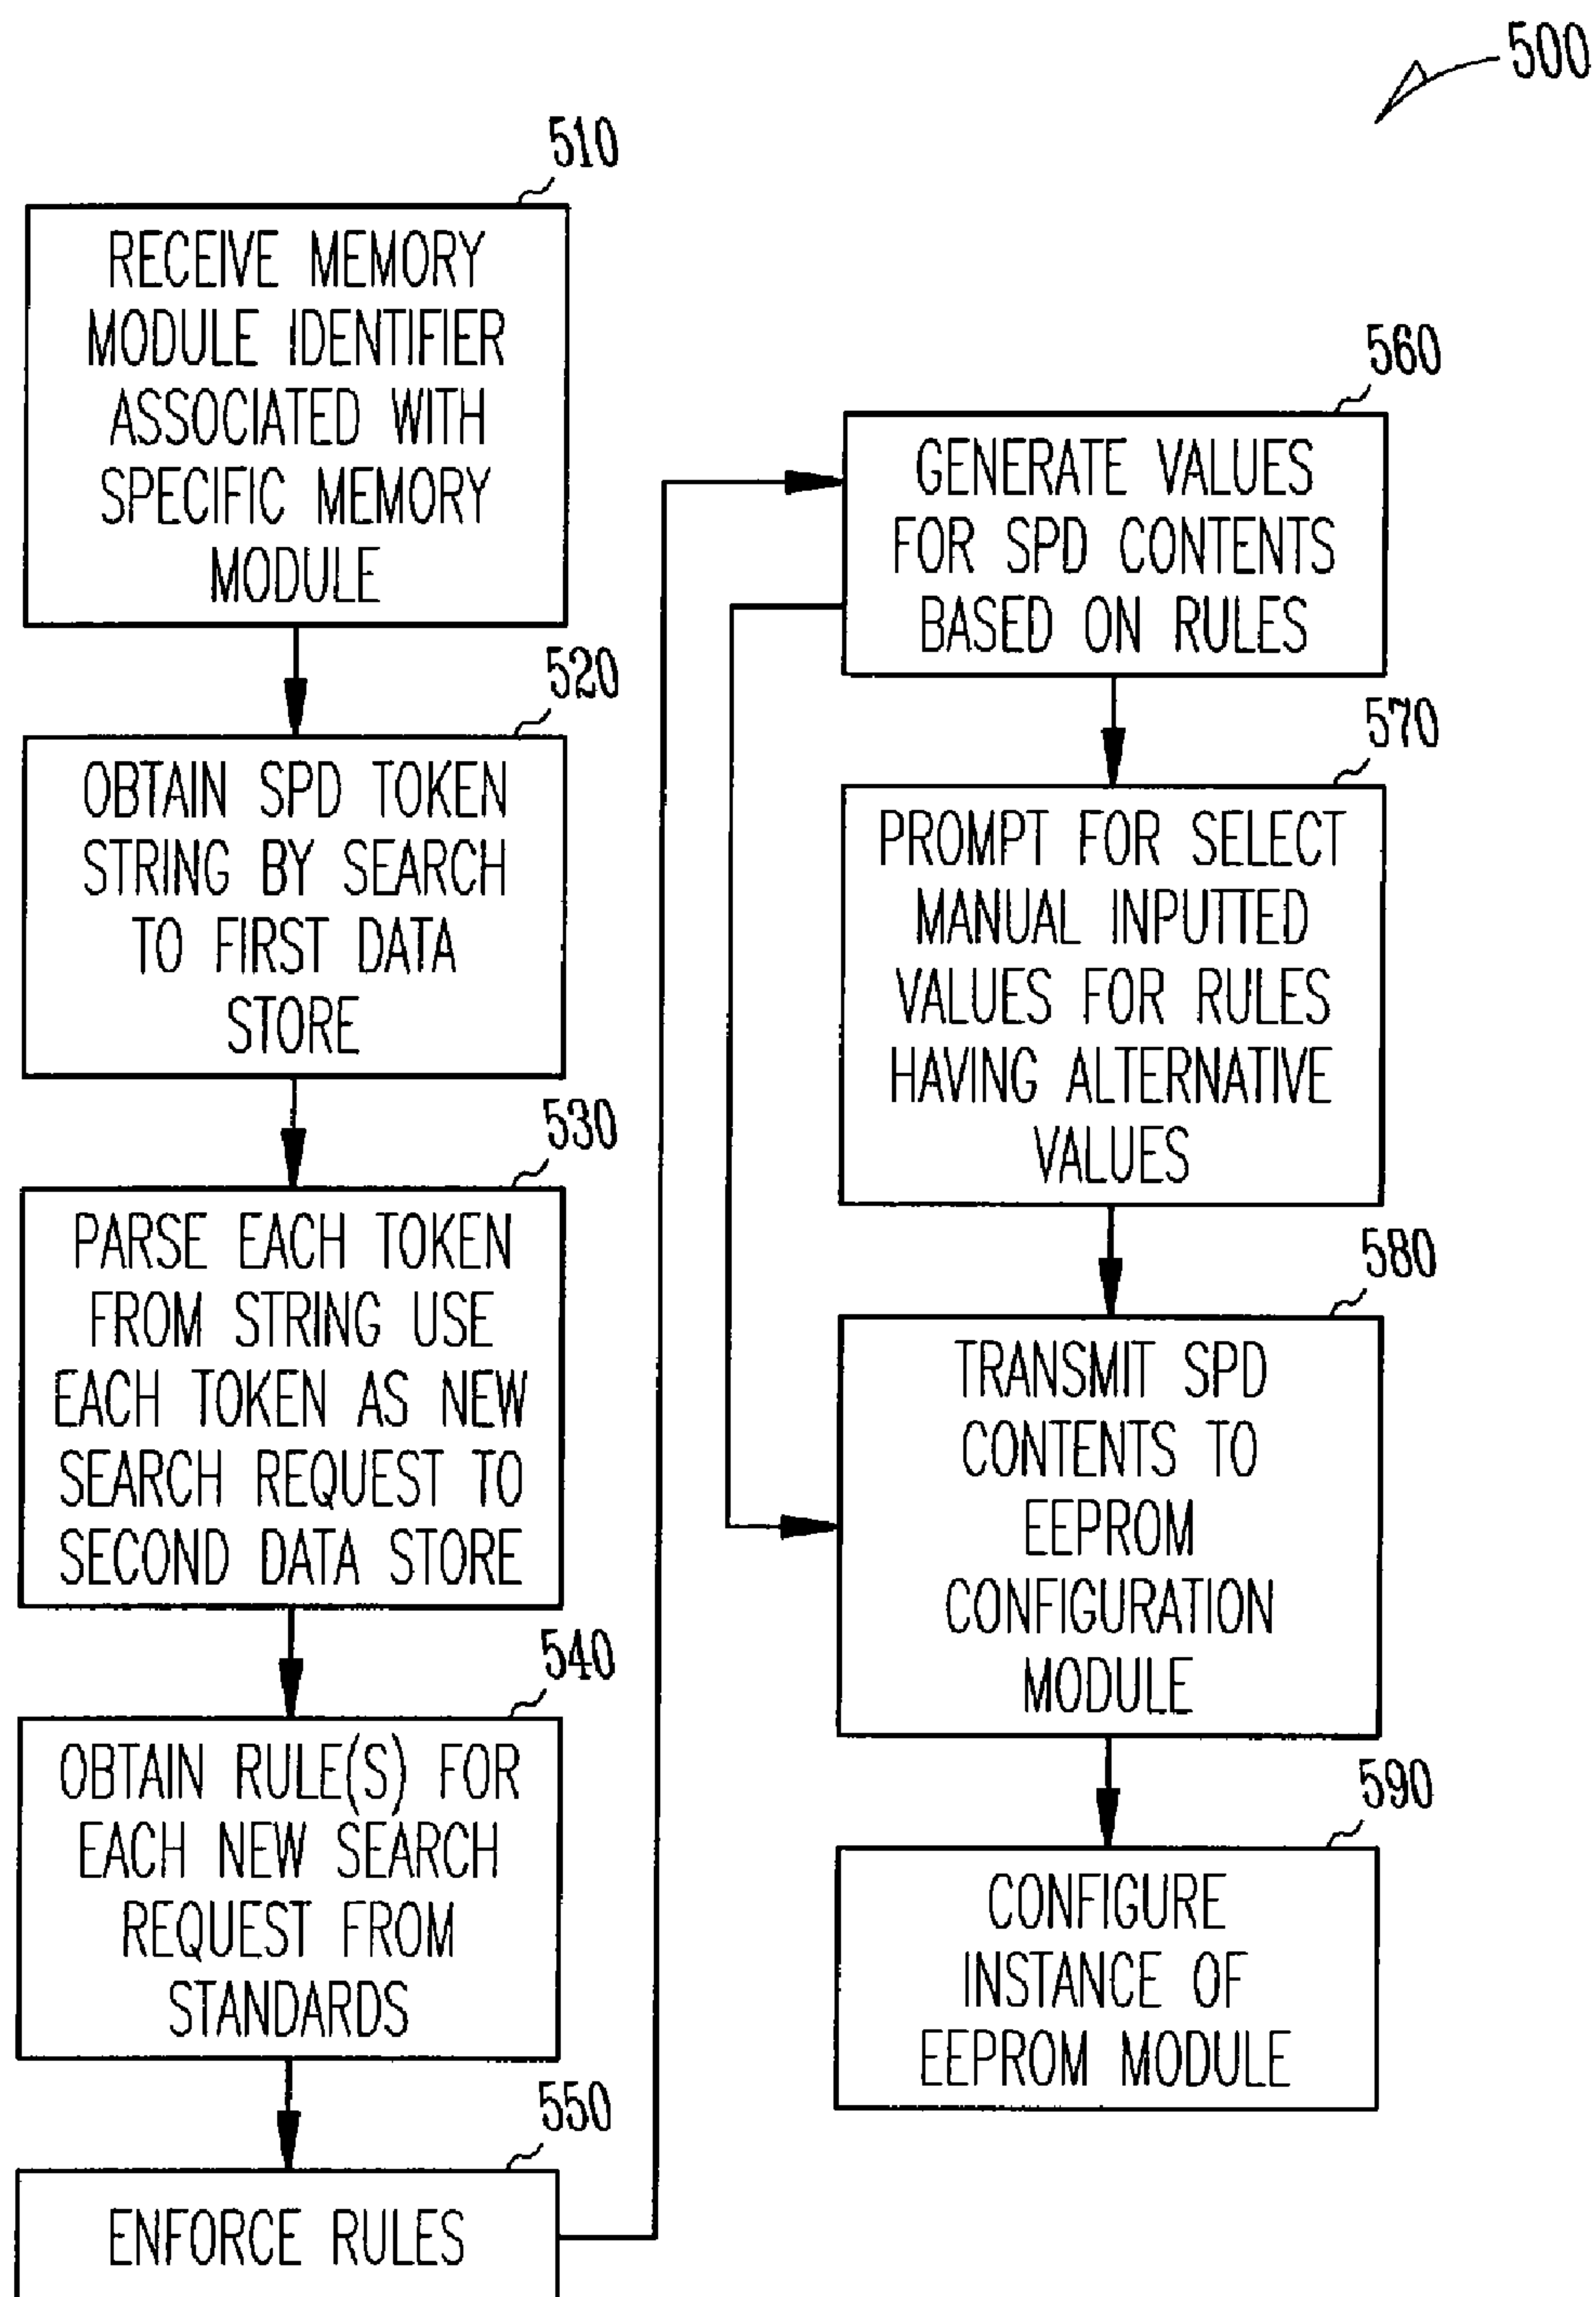 500
510
RECEIVE MEMORY
MODULE IDENTIFIER
ASSOCIATED WITH
SPECIFIC MEMORY
MODULE
520
OBTAIN SPD TOKEN
STRING BY SEARCH
TO FIRST DATA
STORE
530
PARSE EACH TOKEN
FROM STRING USE
EACH TOKEN AS NEW
SEARCH REQUEST TO
SECOND DATA STORE
540
OBTAIN RULE(S) FOR
EACH NEW SEARCH
REQUEST FROM
STANDARDS
550
ENFORCE RULES
560
GENERATE VALUES
FOR SPD CONTENTS
BASED ON RULES
570
PROMPT FOR SELECT
MANUAL INPUTTED
VALUES FOR RULES
HAVING ALTERNATIVE
VALUES
580
TRANSMIT SPD
CONTENTS TO
EEPROM
CONFIGURATION
MODULE
590
CONFIGURE
INSTANCE OF
EEPROM MODULE